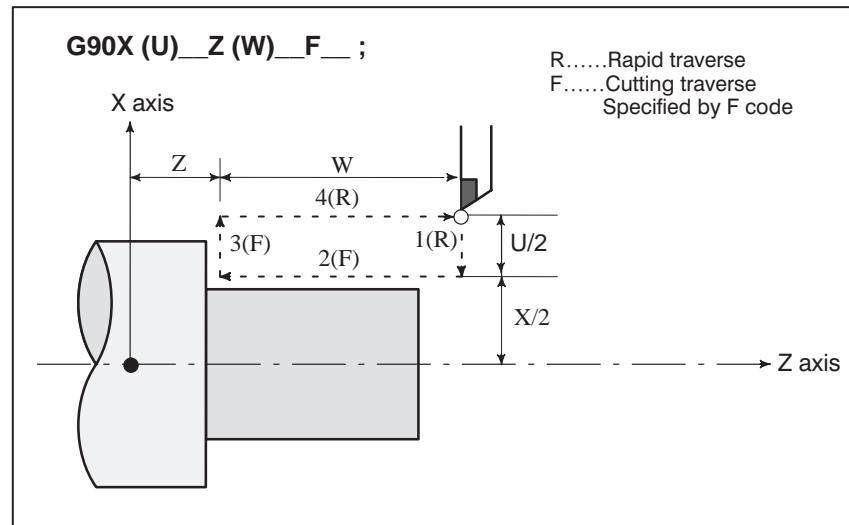 G90X (U)__Z (W)__F__ ;
R......Rapid traverse
F......Cutting traverse
Specified by F code
X axis
Z
W
4(R)
3(F)
2(F)
1(R)
U/2
X/2
Z axis